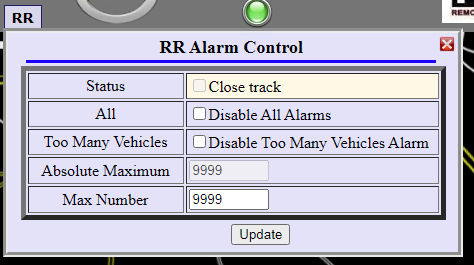 REMO
RR
RR Alarm Control
Status Close track
All Disable All Alarms
Too Many Vehicles Disable Too Many Vehicles Alarm
Absolute Maximum 9999
Max Number 9999
Update